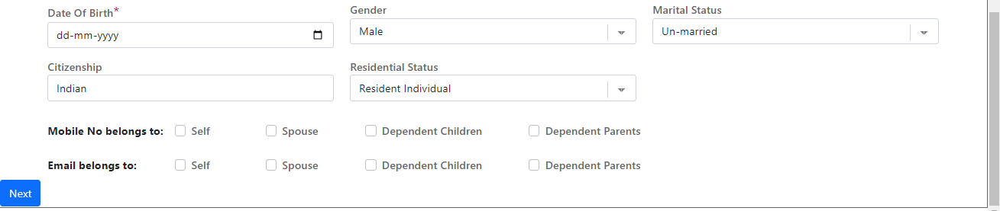 Date Of Birth* Gender Marital Status
dd-mm-yyyy Male Un-married
Citizenship Residential Status
Indian Resident Individual
Mobile No belongs to: Self Spouse Dependent Children Dependent Parents
Email belongs to: Self Spouse Dependent Children Dependent Parents
Next